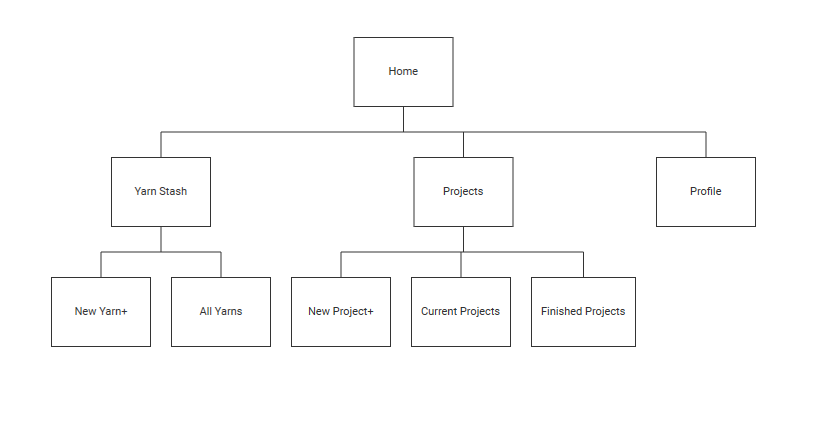 Home
Yarn Stash
Projects
Profile
New Yarn+
All Yarns
New Project+
Current Projects
Finished Projects